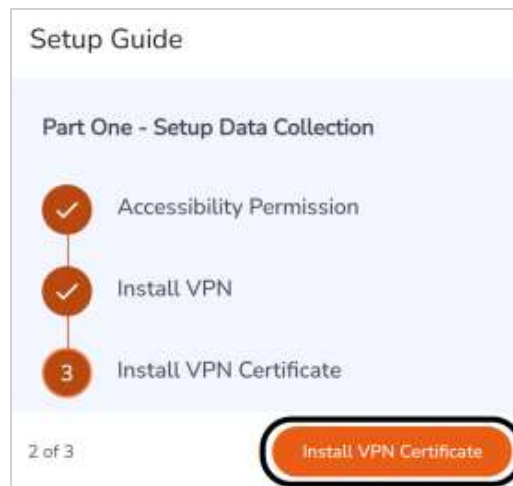 Setup Guide
Part One - Setup Data Collection
Accessibility Permission
Install VPN
3 Install VPN Certificate
2 of 3 Install VPN Certificate